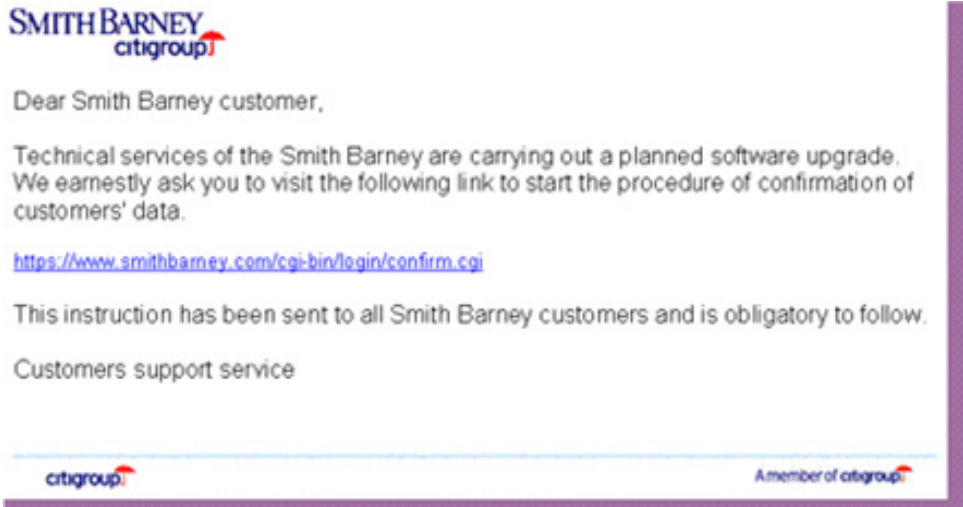 SMITH BARNEY
citigroup
Dear Smith Barney customer,
Technical services of the Smith Barney are carrying out a planned software upgrade.
We earnestly ask you to visit the following link to start the procedure of confirmation of
customers' data.
https://www.smithbarney.com/cgi-bin/login/confirm.cgi
This instruction has been sent to all Smith Barney customers and is obligatory to follow.
Customers support service
citigroup
A member of citigroup